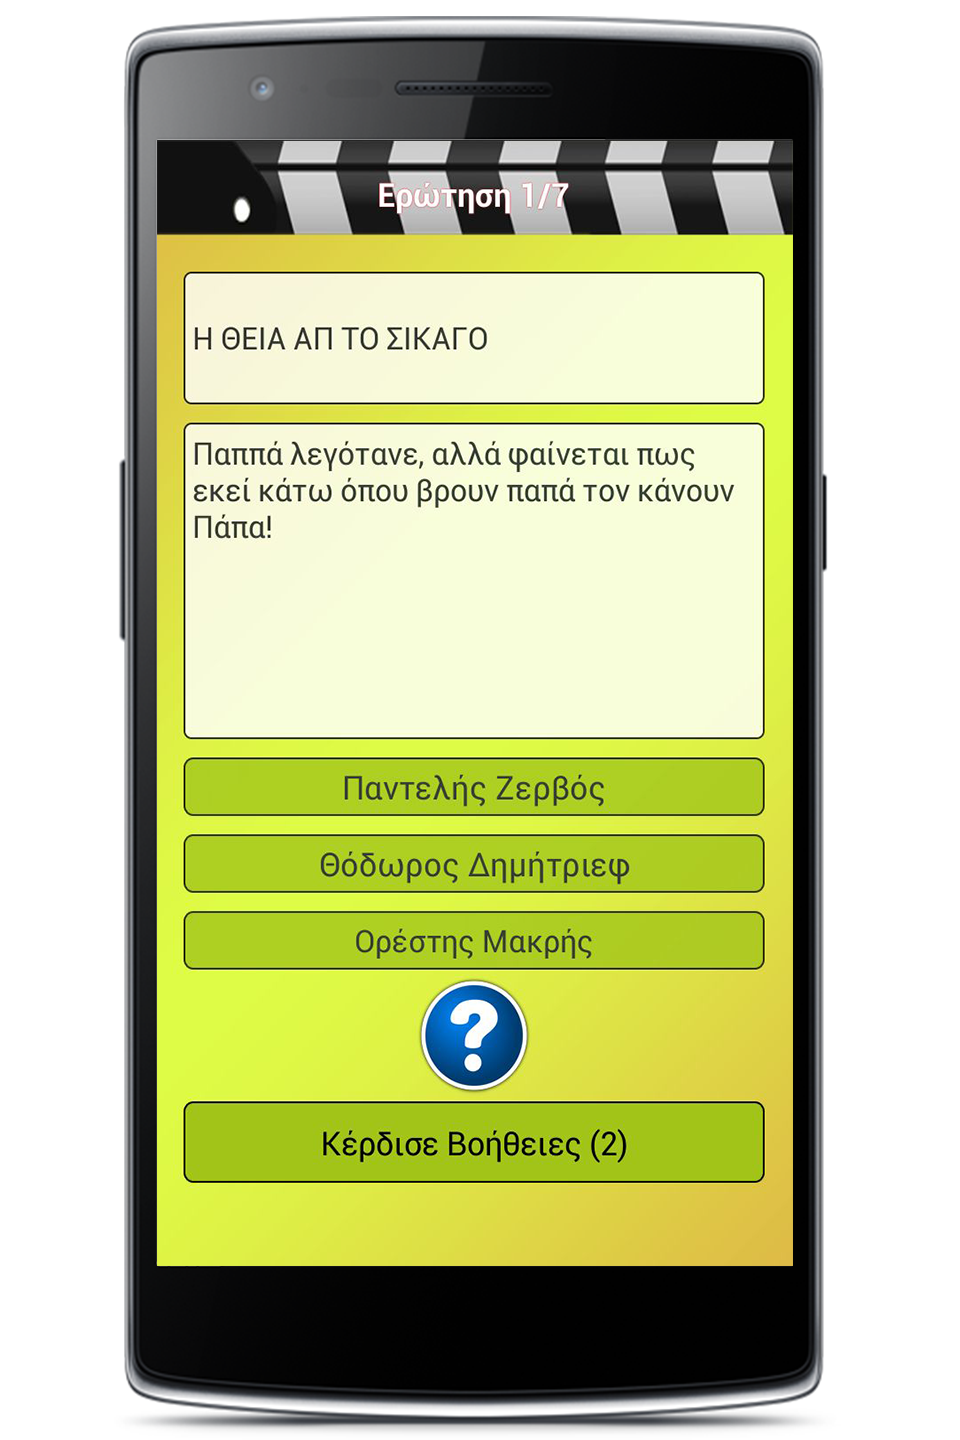 Ερώτηση 1/7
Η ΘΕΙΑ ΑΠ ΤΟ ΣΙΚΑΓΟ
Παππά λεγότανε, αλλά φαίνεται πως
εκεί κάτω όπου βρουν παπά τον κάνουν
Πάπα!
Παντελής Ζερβός
Θόδωρος Δημήτριεφ
Ορέστης Μακρής
?
Κέρδισε Βοήθειες (2)